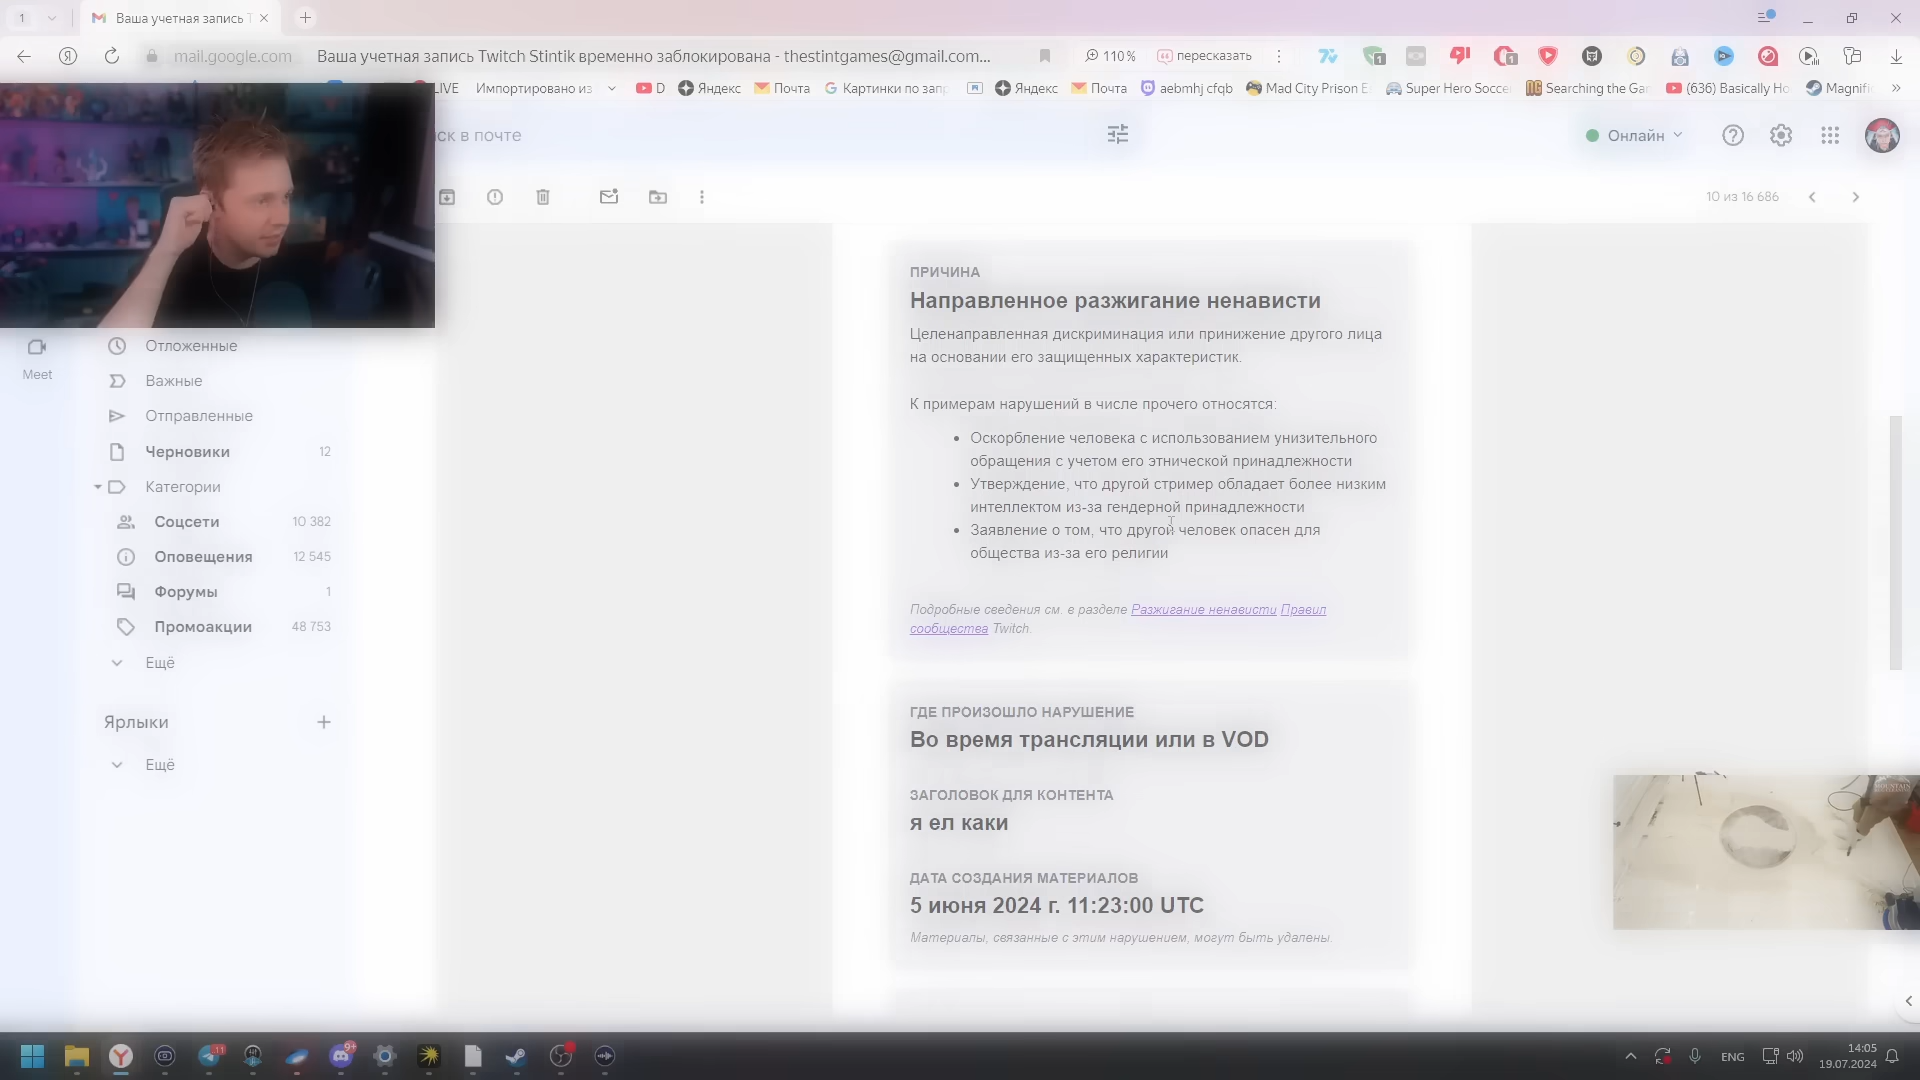 1
Ваша учетная запись T
mail.google.com
Ваша учетная запись Twitch Stintik временно заблокирована - thestintgames@gmail.com...
110 %
пересказать
LIVE
Импортировано из
D
Яндекс
Почта
Картинки по зап
Яндекс
Почта
aebmhj cfqb
Mad City Prison E
Super Hero Socce
Searching the Ga
(636) Basically Ho
Magnifi
ск в почте
Онлайн
10 из 16 686
Meet
Отложенные
Важные
Отправленные
Черновики 12
Категории
Соцсети 10 382
Оповещения 12 545
Форумы 1
Промоакции 48 753
Ещё
Ярлыки
Ещё
ПРИЧИНА
Направленное разжигание ненависти
Целенаправленная дискриминация или принижение другого лица
на основании его защищенных характеристик.
К примерам нарушений в числе прочего относятся:
• Оскорбление человека с использованием унизительного
обращения с учетом его этнической принадлежности
• Утверждение, что другой стример обладает более низким
интеллектом из-за гендерной принадлежности
• Заявление о том, что другой человек опасен для
общества из-за его религии
Подробные сведения см. в разделе Разжигание ненависти Правил
сообщества Twitch.
ГДЕ ПРОИЗОШЛО НАРУШЕНИЕ
Во время трансляции или в VOD
ЗАГОЛОВОК ДЛЯ КОНТЕНТА
я ел каки
ДАТА СОЗДАНИЯ МАТЕРИАЛОВ
5 июня 2024 г. 11:23:00 UTC
Материалы, связанные с этим нарушением, могут быть удалены.
MOUNTAIN
ENG
14:05
19.07.2024